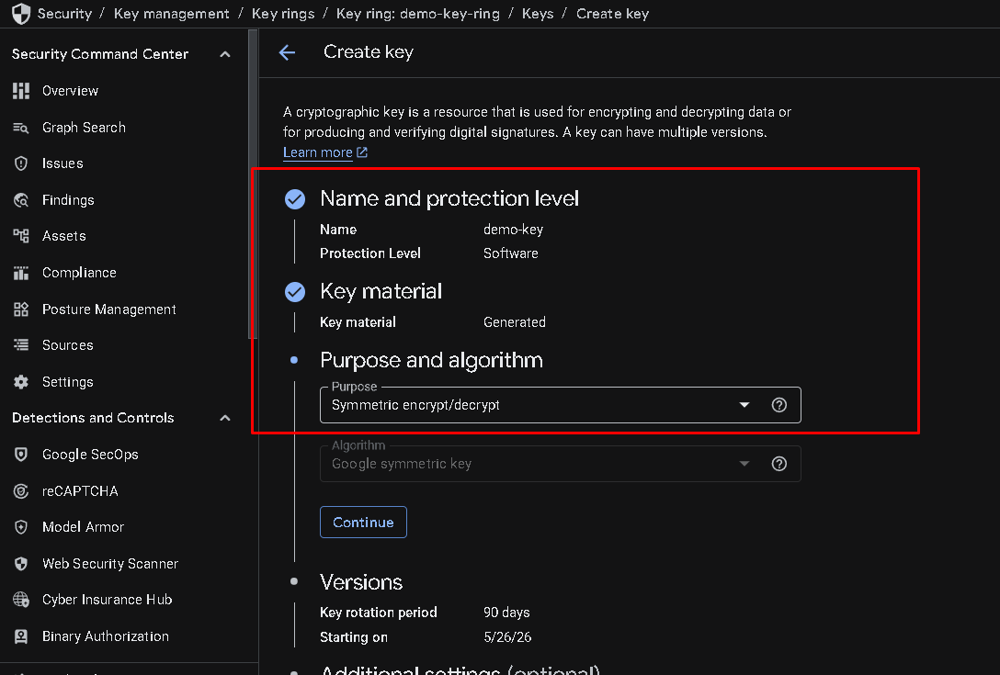 Security / Key management / Key rings / Key ring: demo-key-ring / Keys / Create key
Security Command Center
Overview
Graph Search
Issues
Findings
Assets
Compliance
Posture Management
Sources
Settings
Detections and Controls
Google SecOps
reCAPTCHA
Model Armor
Web Security Scanner
Cyber Insurance Hub
Binary Authorization
Create key
A cryptographic key is a resource that is used for encrypting and decrypting data or
for producing and verifying digital signatures. A key can have multiple versions.
Learn more
Name and protection level
Name demo-key
Protection Level Software
Key material
Key material Generated
Purpose and algorithm
Purpose
Symmetric encrypt/decrypt
Algorithm
Google symmetric key
Continue
Versions
Key rotation period 90 days
Starting on 5/26/26
Additional settings (optional)